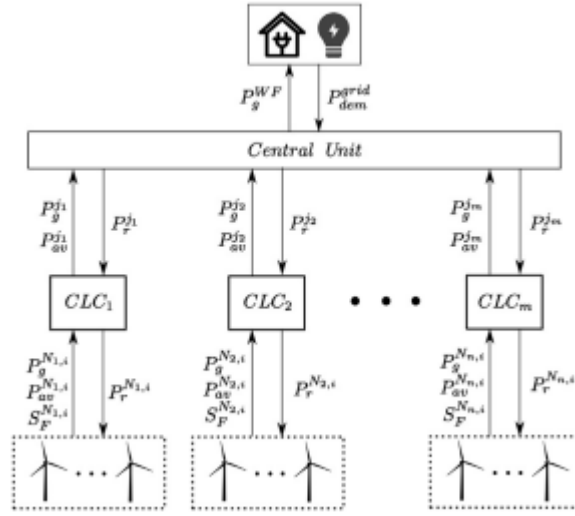 P_g^{WF} P_{dem}^{grid}
Central Unit
P_g^{j_1} P_g^{j_2} P_g^{j_m}
P_r^{j_1} P_r^{j_2} P_r^{j_m}
P_{av}^{j_1} P_{av}^{j_2} P_{av}^{j_m}
CLC_1 CLC_2 CLC_m
P_g^{N_{1,i}} P_g^{N_{2,i}} P_g^{N_{n,i}}
P_{av}^{N_{1,i}} P_r^{N_{1,i}} P_{av}^{N_{2,i}} P_r^{N_{2,i}} P_{av}^{N_{n,i}} P_r^{N_{n,i}}
S_F^{N_{1,i}} S_F^{N_{2,i}} S_F^{N_{n,i}}